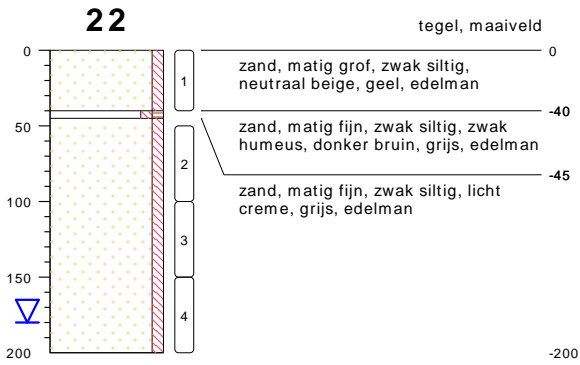 22
tegel, maaiveld
0
50
100
150
200
1
2
3
4
0
zand, matig grof, zwak siltig,
neutraal beige, geel, edelman
-40
zand, matig fijn, zwak siltig, zwak
humeus, donker bruin, grijs, edelman
-45
zand, matig fijn, zwak siltig, licht
creme, grijs, edelman
-200